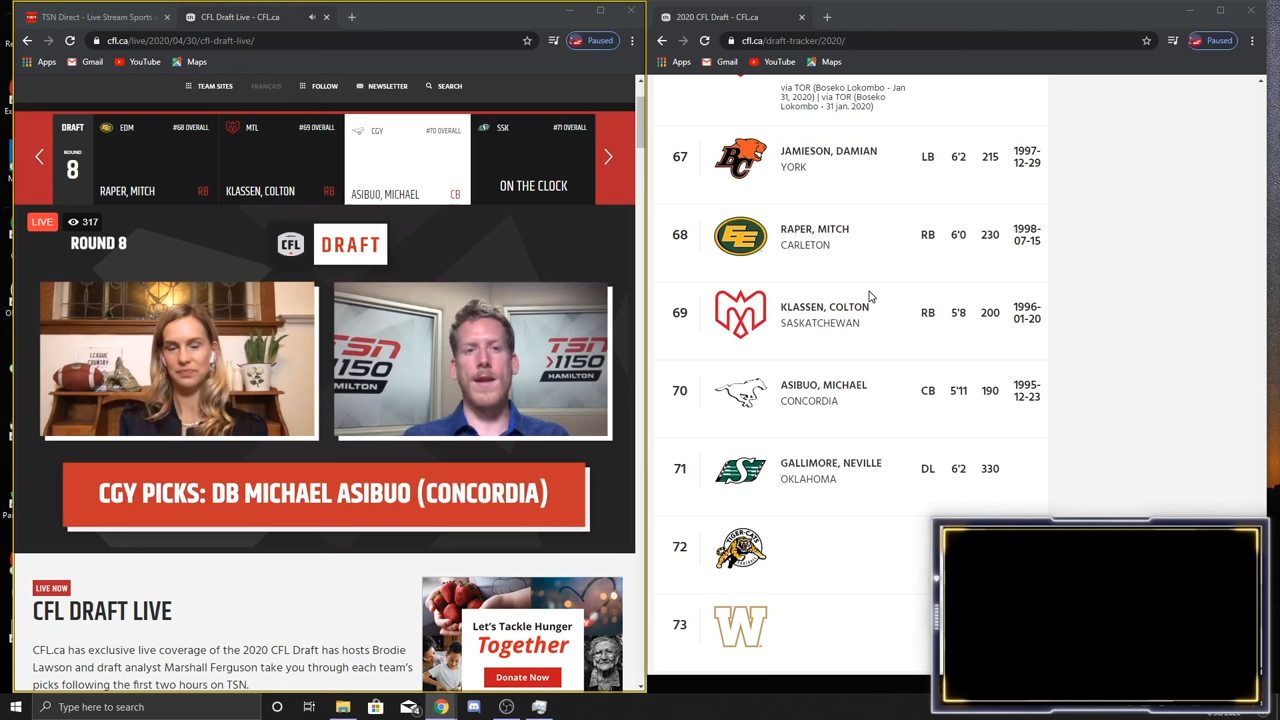 TSN Direct - Live Stream Sports
CFL Draft Live - CFL.ca
cfl.ca/live/2020/04/30/cfl-draft-live/
Paused
Apps
Gmail
YouTube
Maps
TEAM SITES
FRANÇAIS
FOLLOW
NEWSLETTER
SEARCH
DRAFT
ROUND
8
EDM
#68 OVERALL
RAPER, MITCH
RB
MTL
#69 OVERALL
KLASSEN, COLTON
RB
CGY
#70 OVERALL
ASIBUO, MICHAEL
CB
SSK
#71 OVERALL
ON THE CLOCK
LIVE
317
ROUND 8
CFL
DRAFT
LEAGUE
COUNTRY
TSN
1150
HAMILTON
TSN
1150
HAMILTON
CGY PICKS: DB MICHAEL ASIBUO (CONCORDIA)
LIVE NOW
CFL DRAFT LIVE
CFL.ca has exclusive live coverage of the 2020 CFL Draft has hosts Brodie
Lawson and draft analyst Marshall Ferguson take you through each team's
picks following the first two hours on TSN.
Let's Tackle Hunger
Together
Donate Now
2020 CFL Draft - CFL.ca
cfl.ca/draft-tracker/2020/
Paused
Apps
Gmail
YouTube
Maps
via TOR (Boseko Lokombo - Jan
31, 2020) | via TOR (Boseko
Lokombo - 31 jan. 2020)
67
BC
JAMIESON, DAMIAN
YORK
LB
6'2
215
1997-
12-29
68
EE
RAPER, MITCH
CARLETON
RB
6'0
230
1998-
07-15
69
KLASSEN, COLTON
SASKATCHEWAN
RB
5'8
200
1996-
01-20
70
ASIBUO, MICHAEL
CONCORDIA
CB
5'11
190
1995-
12-23
71
S
GALLIMORE, NEVILLE
OKLAHOMA
DL
6'2
330
72
TIGER-CATS
73
W
Type here to search